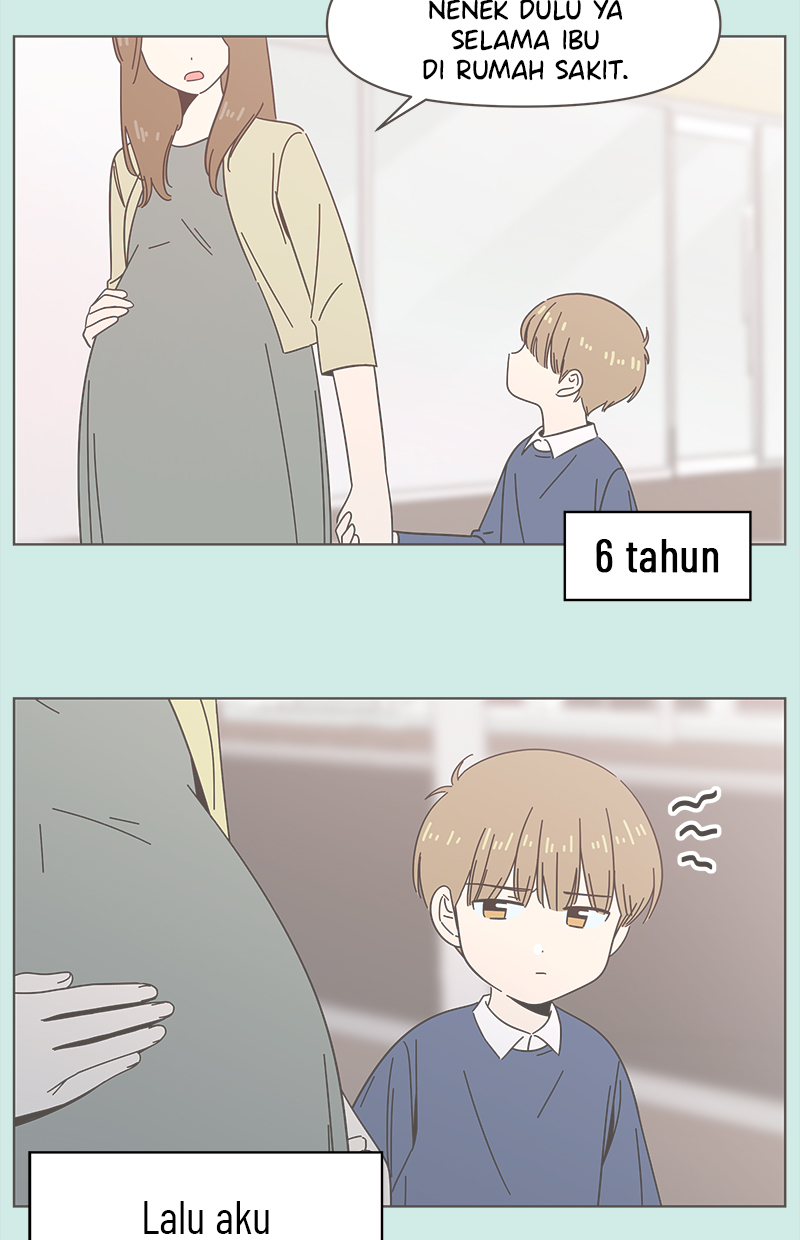 NENEK DULU YA
SELAMA IBU
DI RUMAH SAKIT.
6 tahun
Lalu aku